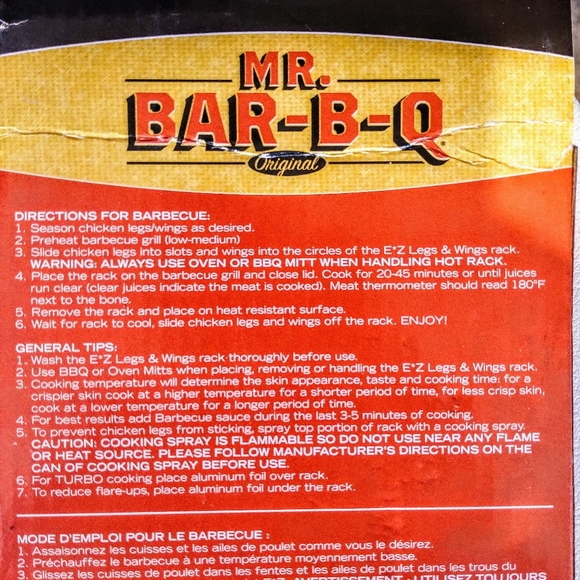 MR.
BAR-B-Q
Original
DIRECTIONS FOR BARBECUE:
1. Season chicken legs/wings as desired.
2. Preheat barbecue grill (low-medium)
3. Slide chicken legs into slots and wings into the circles of the E*Z Legs & Wings rack.
WARNING: ALWAYS USE OVEN OR BBQ MITT WHEN HANDLING HOT RACK.
4. Place the rack on the barbecue grill and close lid. Cook for 20-45 minutes or until juices
run clear (clear juices indicate the meat is cooked). Meat thermometer should read 180°F
next to the bone.
5. Remove the rack and place on heat resistant surface.
6. Wait for rack to cool, slide chicken legs and wings off the rack. ENJOY!
GENERAL TIPS:
1. Wash the E*Z Legs & Wings rack thoroughly before use.
2. Use BBQ or Oven Mitts when placing, removing or handling the E*Z Legs & Wings rack.
3. Cooking temperature will determine the skin appearance, taste and cooking time: for a
crispier skin cook at a higher temperature for a shorter period of time, for less crisp skin,
cook at a lower temperature for a longer period of time.
4. For best results add Barbecue sauce during the last 3-5 minutes of cooking.
5. To prevent chicken legs from sticking, spray top portion of rack with a cooking spray.
CAUTION: COOKING SPRAY IS FLAMMABLE SO DO NOT USE NEAR ANY FLAME
OR HEAT SOURCE. PLEASE FOLLOW MANUFACTURER'S DIRECTIONS ON THE
CAN OF COOKING SPRAY BEFORE USE.
6. For TURBO cooking place aluminum foil over rack.
7. To reduce flare-ups, place aluminum foil under the rack.
MODE D'EMPLOI POUR LE BARBECUE :
1. Assaisonnez les cuisses et les ailes de poulet comme vous le désirez.
2. Préchauffez le barbecue à une température moyennement basse.
3. Glissez les cuisses de poulet dans les fentes et les ailes de poulet dans les trous du
AVERTISSEMENT : UTILISEZ TOUJOURS